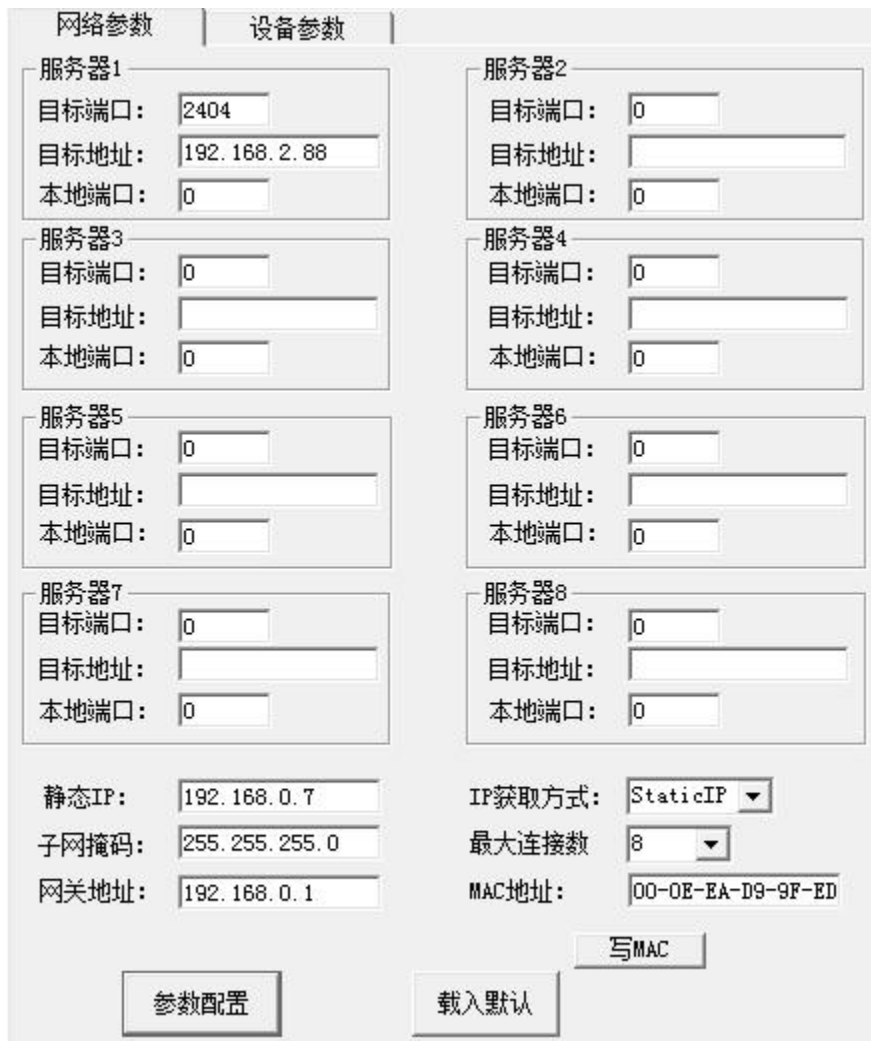 网络参数 设备参数
服务器1 服务器2
目标端口： 2404 目标端口： 0
目标地址： 192.168.2.88 目标地址：
本地端口： 0 本地端口： 0
服务器3 服务器4
目标端口： 0 目标端口： 0
目标地址： 目标地址：
本地端口： 0 本地端口： 0
服务器5 服务器6
目标端口： 0 目标端口： 0
目标地址： 目标地址：
本地端口： 0 本地端口： 0
服务器7 服务器8
目标端口： 0 目标端口： 0
目标地址： 目标地址：
本地端口： 0 本地端口： 0
静态IP： 192.168.0.7 IP获取方式： StaticIP
子网掩码： 255.255.255.0 最大连接数 8
网关地址： 192.168.0.1 MAC地址： 00-0E-EA-D9-9F-ED
写MAC
参数配置 载入默认